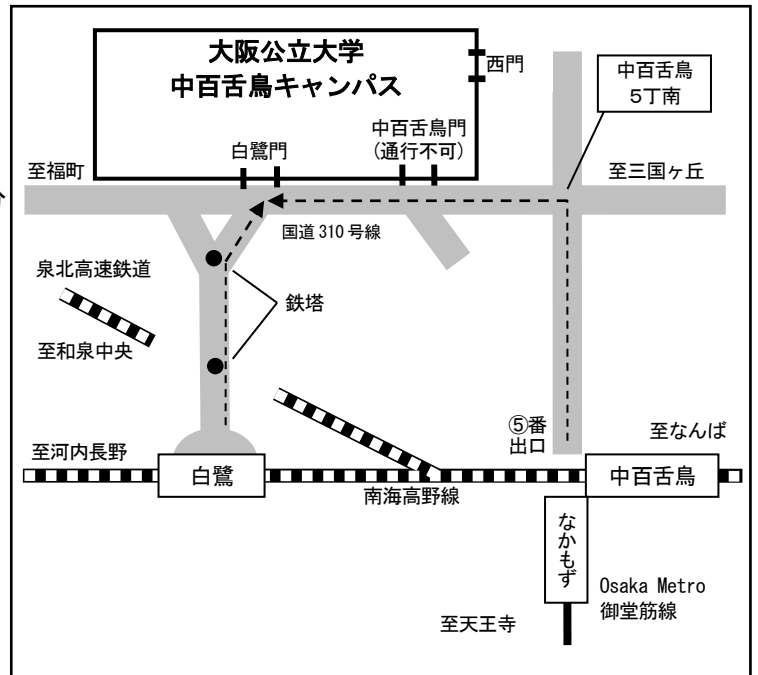 大阪公立大学
中百舌鳥キャンパス
西門
中百舌鳥
5丁南
白鷺門
中百舌鳥門
(通行不可)
至福町
至三国ヶ丘
国道310号線
泉北高速鉄道
鉄塔
至和泉中央
⑤番
出口
至河内長野
至なんば
白鷺
中百舌鳥
南海高野線
なかもず
Osaka Metro
御堂筋線
至天王寺